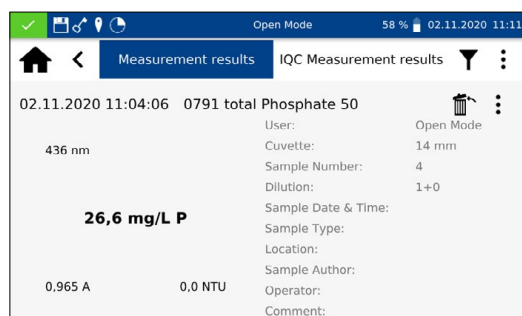 Open Mode 58 % 02.11.2020 11:11
Measurement results IQC Measurement results
02.11.2020 11:04:06 0791 total Phosphate 50
User: Open Mode
436 nm
Cuvette: 14 mm
Sample Number: 4
Dilution: 1+0
Sample Date & Time:
26,6 mg/L P
Sample Type:
Location:
Sample Author:
0,965 A 0,0 NTU
Operator:
Comment: